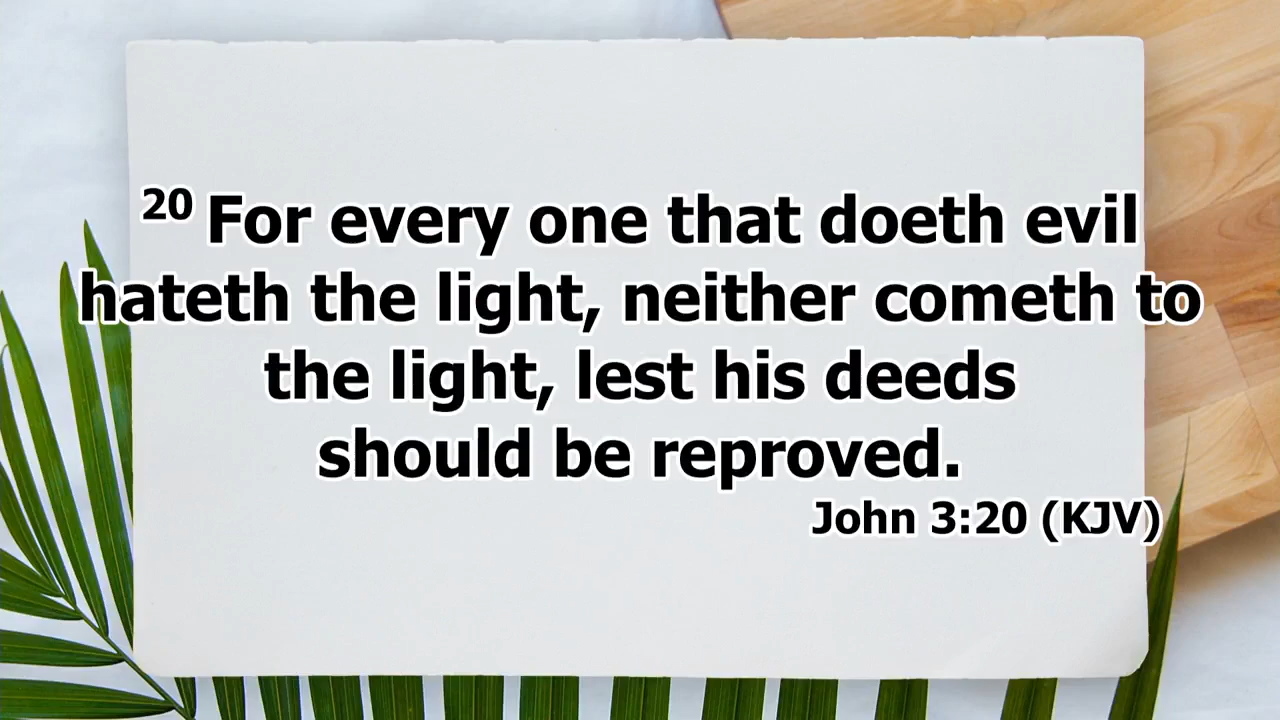 20 For every one that doeth evil
hateth the light, neither cometh to
the light, lest his deeds
should be reproved.
John 3:20 (KJV)